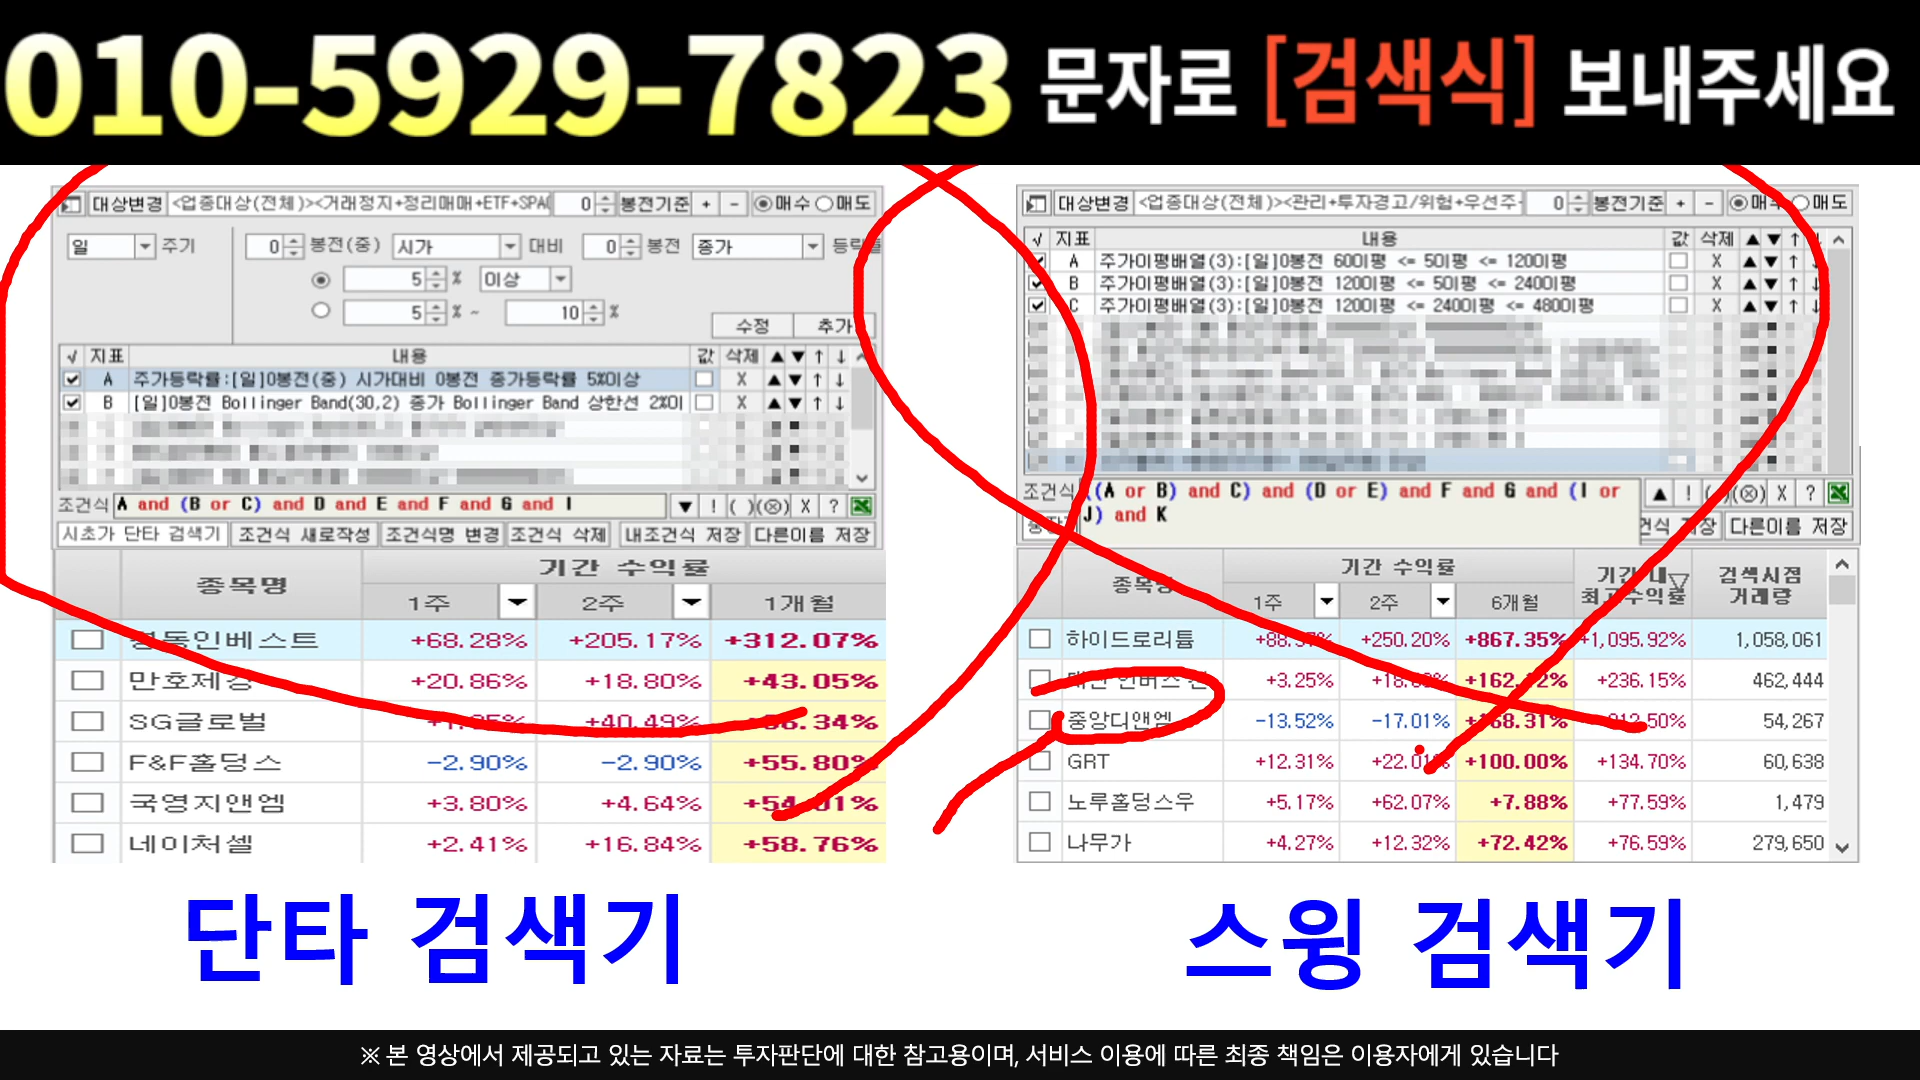 010-5929-7823 문자로 [검색식] 보내주세요
대상변경 <업종대상(전체)><거래정지+정리매매+ETF+SPA 0 봉전기준 + - 매수 매도
일 주기 0 봉전(중) 시가 대비 0 봉전 종가
5 % 이상
5 % ~ 10 %
수정 추가
√ 지표 내용 값 삭제 ▲ ▼ ↑ ↓
A 주가등락률:[일]0봉전(중) 시가대비 0봉전 종가등락률 5%이상 X ▲ ▼ ↑ ↓
B [일]0봉전 Bollinger Band(30,2) 종가 Bollinger Band 상한선 2%이 X ▲ ▼ ↑ ↓
조건식 A and (B or C) and D and E and F and G and I ▼ ! ( ) (⊗) X ?
시초가 단타 검색기 조건식 새로작성 조건식명 변경 조건식 삭제 내조건식 저장 다른이름 저장
종목명 기간 수익률
1주 2주 1개월
+68.28% +205.17% +312.07%
만호제강 +20.86% +18.80% +43.05%
SG글로벌 +40.49%
F&F홀딩스 -2.90% -2.90% +55.80%
국영지앤엠 +3.80% +4.64%
네이처셀 +2.41% +16.84% +58.76%
단타 검색기
대상변경 <업종대상(전체)><관리+투자경고/위험+우선주+ 0 봉전기준 + - 매수 매도
√ 지표 내용 값 삭제 ▲ ▼ ↑
A 주가이평배열(3):[일]0봉전 60이평 <= 5이평 <= 120이평 X ▲ ▼ ↑
B 주가이평배열(3):[일]0봉전 120이평 <= 5이평 <= 240이평 X ▲ ▼ ↑ ↓
C 주가이평배열(3):[일]0봉전 120이평 <= 240이평 <= 480이평 X ▲ ▼ ↑ ↓
조건식 ((A or B) and C) and (D or E) and F and G and (I or ▲ ! (⊗) X ?
J) and K 저장 다른이름 저장
종목명 기간 수익률 기간 내 최고수익률 검색시점 거래량
1주 2주 6개월
하이드로리튬 +250.20% +867.35% +1,095.92% 1,058,061
+3.25% +236.15% 462,444
중앙디앤엠 -13.52% -17.01% 54,267
GRT +12.31% +100.00% +134.70% 60,638
노루홀딩스우 +5.17% +62.07% +7.88% +77.59% 1,479
나무가 +4.27% +12.32% +72.42% +76.59% 279,650
스윙 검색기
※ 본 영상에서 제공되고 있는 자료는 투자판단에 대한 참고용이며, 서비스 이용에 따른 최종 책임은 이용자에게 있습니다